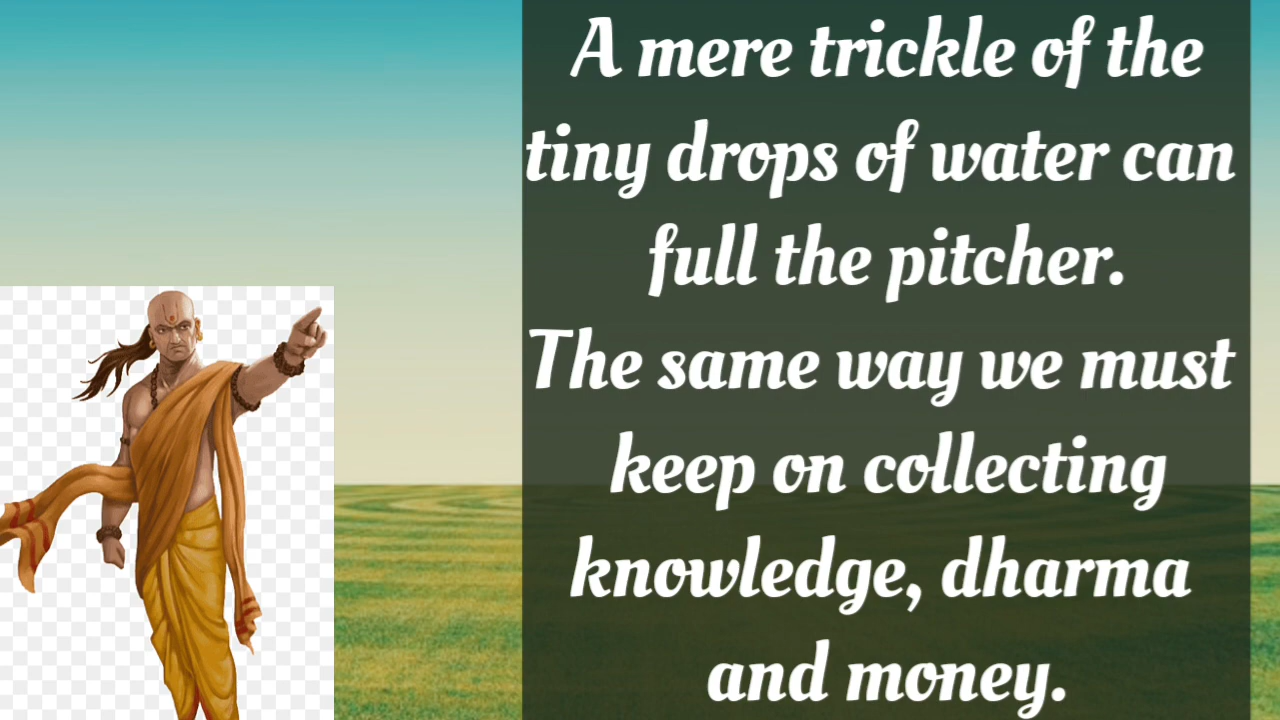 A mere trickle of the
tiny drops of water can
full the pitcher.
The same way we must
keep on collecting
knowledge, dharma
and money.